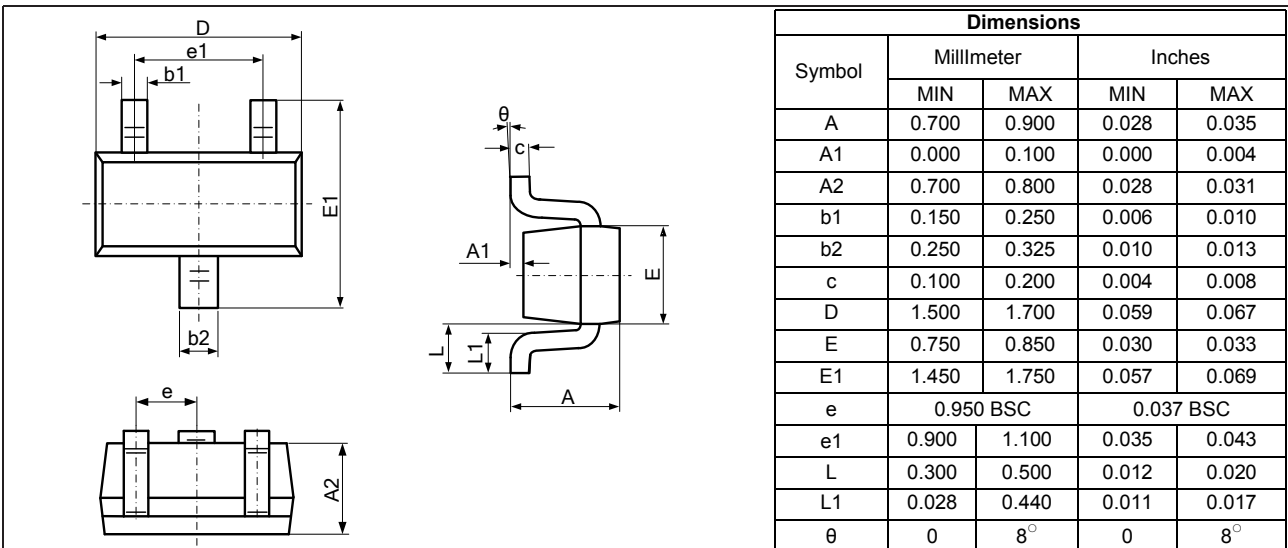 D
e1
b1
E1
b2
e
A2
θ
c
A1
E
L
L1
A
Dimensions
Symbol MillImeter Inches
MIN MAX MIN MAX
A 0.700 0.900 0.028 0.035
A1 0.000 0.100 0.000 0.004
A2 0.700 0.800 0.028 0.031
b1 0.150 0.250 0.006 0.010
b2 0.250 0.325 0.010 0.013
c 0.100 0.200 0.004 0.008
D 1.500 1.700 0.059 0.067
E 0.750 0.850 0.030 0.033
E1 1.450 1.750 0.057 0.069
e 0.950 BSC 0.037 BSC
e1 0.900 1.100 0.035 0.043
L 0.300 0.500 0.012 0.020
L1 0.028 0.440 0.011 0.017
θ 0 8° 0 8°